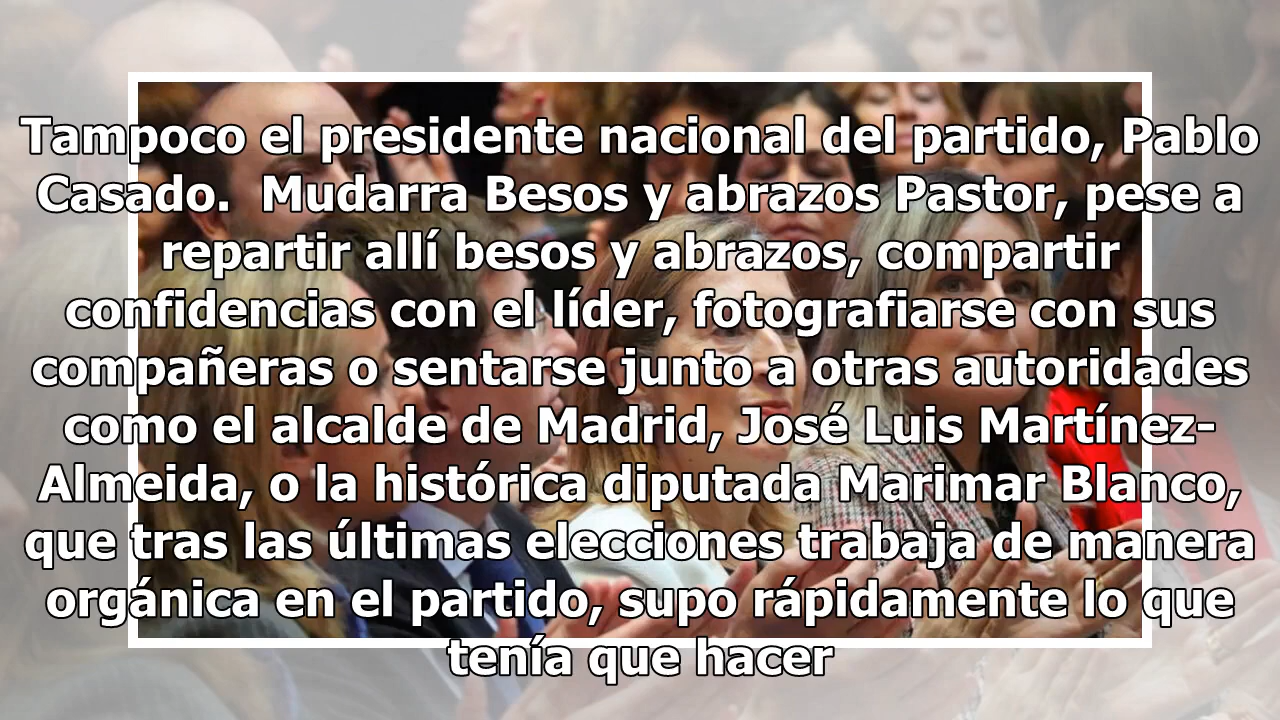 Tampoco el presidente nacional del partido, Pablo
Casado.  Mudarra Besos y abrazos Pastor, pese a
repartir allí besos y abrazos, compartir
confidencias con el líder, fotografiarse con sus
compañeras o sentarse junto a otras autoridades
como el alcalde de Madrid, José Luis Martínez-
Almeida, o la histórica diputada Marimar Blanco,
que tras las últimas elecciones trabaja de manera
orgánica en el partido, supo rápidamente lo que
tenía que hacer